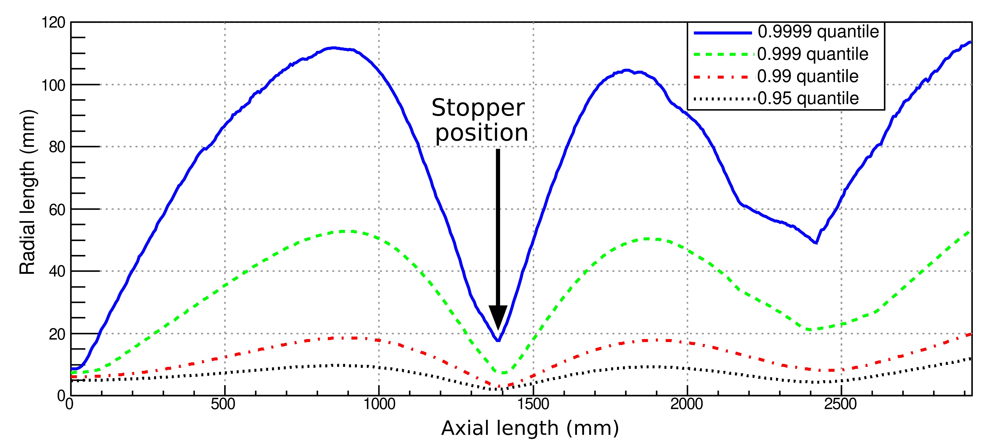 120
100
80
60
40
20
0
Radial length (mm)
0.9999 quantile
0.999 quantile
0.99 quantile
0.95 quantile
Stopper
position
0
500
1000
1500
2000
2500
Axial length (mm)